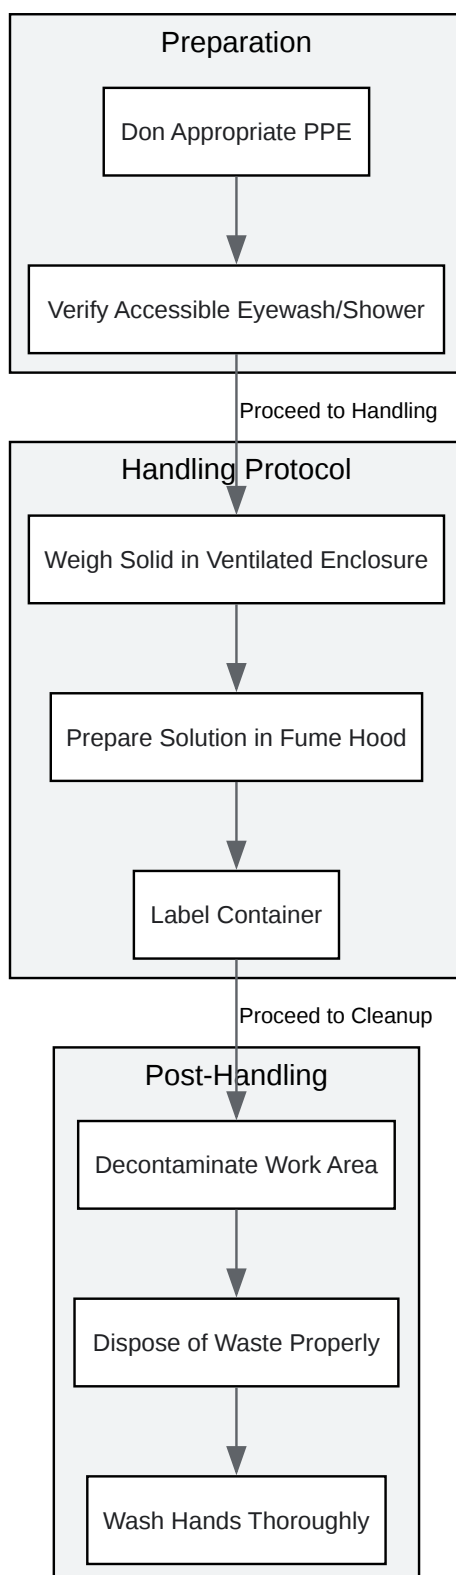 Preparation
Don Appropriate PPE
Verify Accessible Eyewash/Shower
Proceed to Handling
Handling Protocol
Weigh Solid in Ventilated Enclosure
Prepare Solution in Fume Hood
Label Container
Proceed to Cleanup
Post-Handling
Decontaminate Work Area
Dispose of Waste Properly
Wash Hands Thoroughly